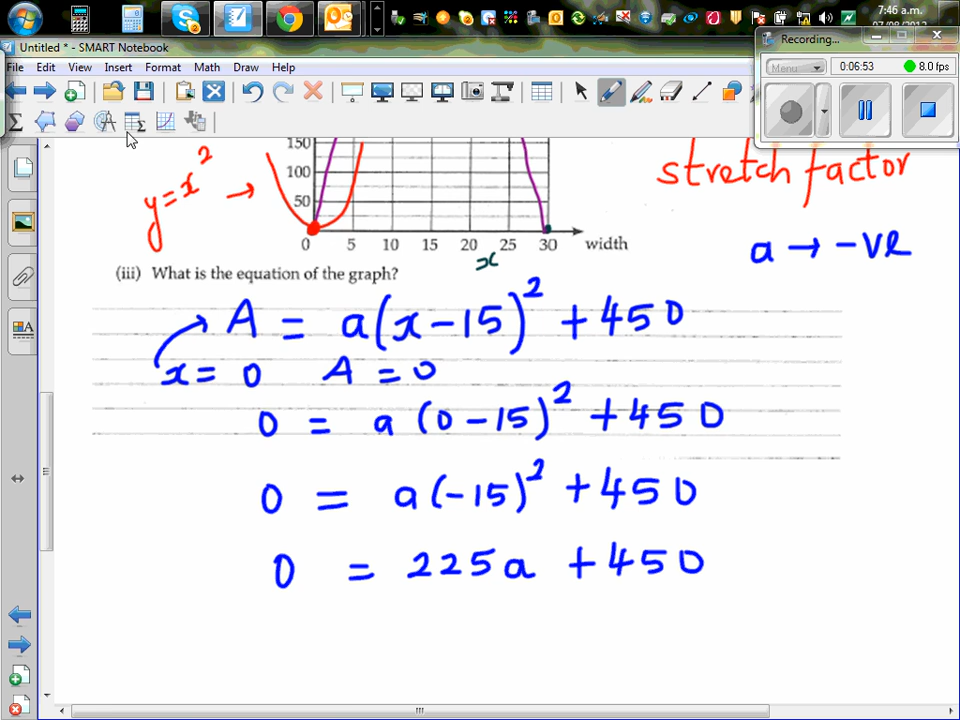 7:46 a.m.
07/08/2012
Untitled * - SMART Notebook
File Edit View Insert Format Math Draw Help
Recording...
Menu
0:06:53
8.0 fps
150
100
50
0 5 10 15 20 25 30 width
x
y = x²
stretch factor
a → -ve
(iii) What is the equation of the graph?
A = a(x-15)² + 450
x = 0 A = 0
0 = a(0-15)² + 450
0 = a(-15)² + 450
0 = 225a + 450